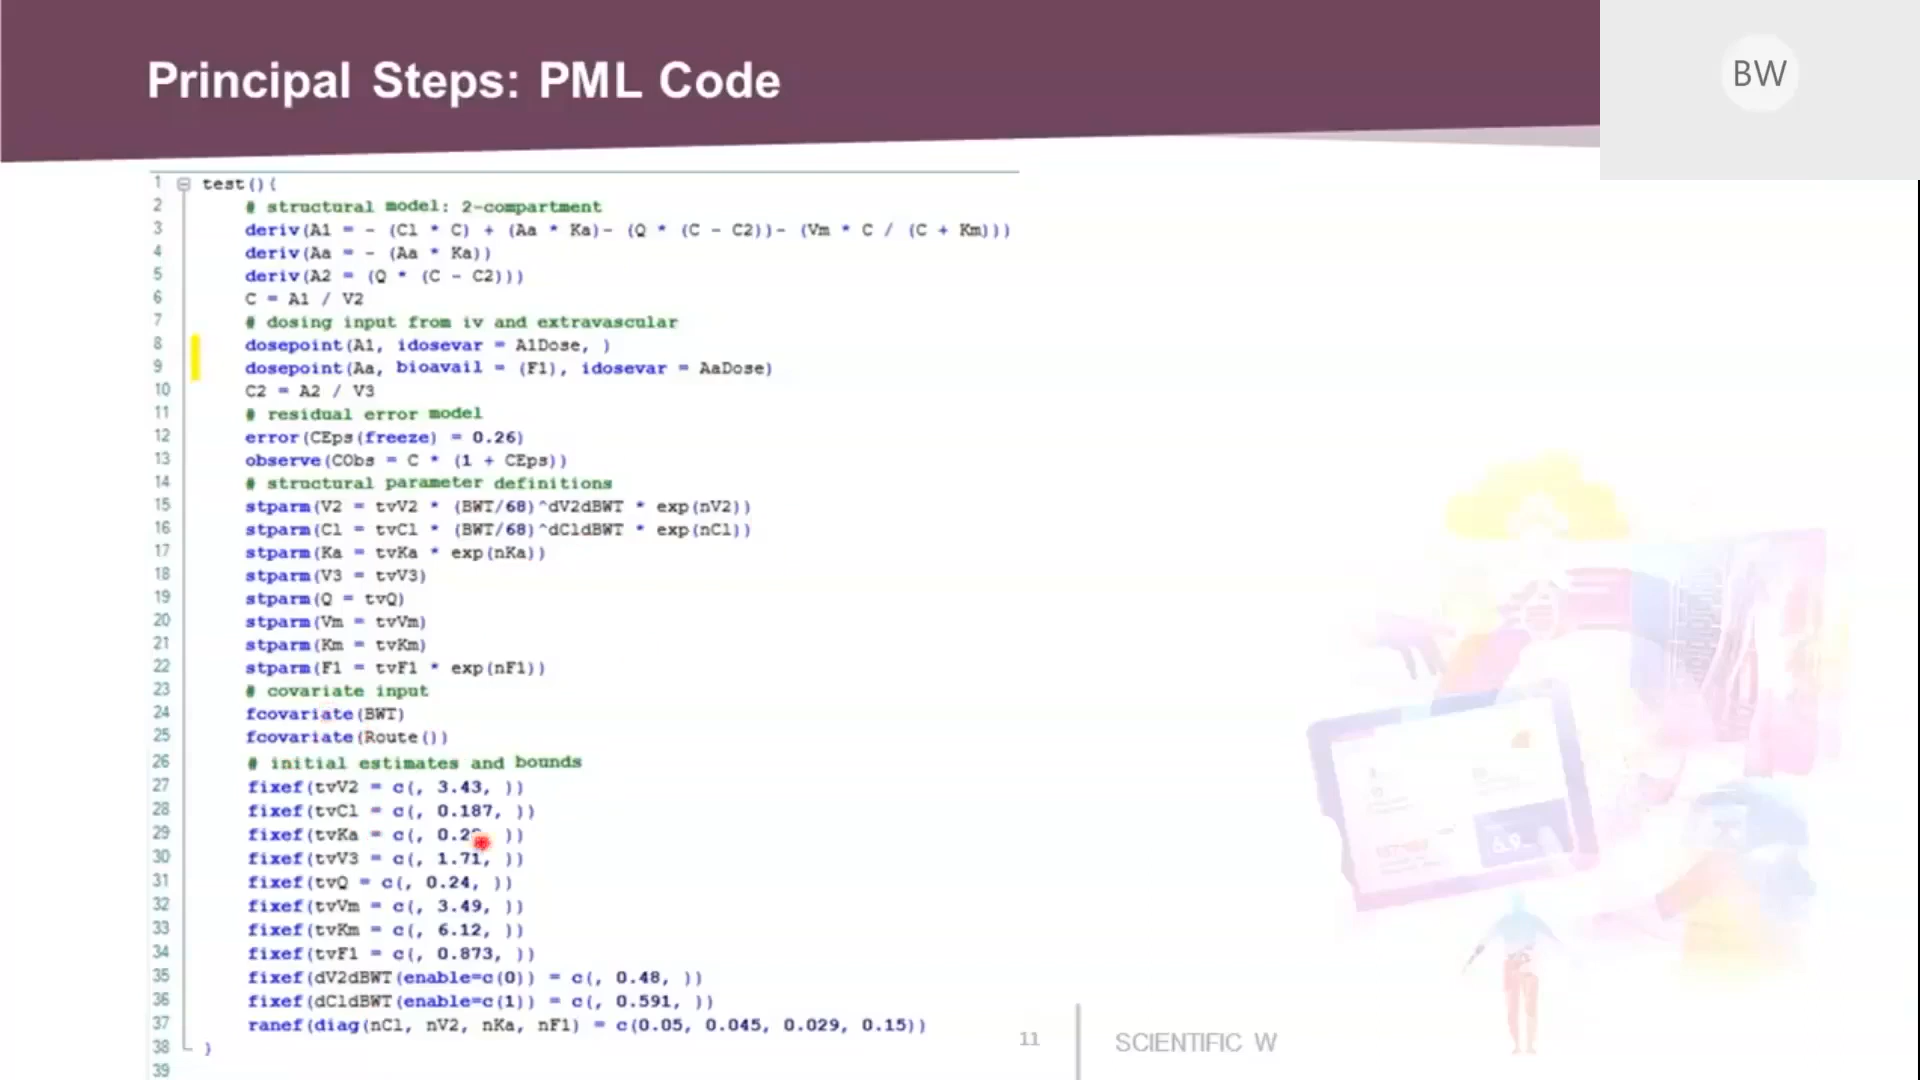 Principal Steps: PML Code
BW
1 test(){
2 # structural model: 2-compartment
3 deriv(A1 = - (Cl * C) + (Aa * Ka)- (Q * (C - C2))- (Vm * C / (C + Km)))
4 deriv(Aa = - (Aa * Ka))
5 deriv(A2 = (Q * (C - C2)))
6 C = A1 / V2
7 # dosing input from iv and extravascular
8 dosepoint(A1, idosevar = A1Dose, )
9 dosepoint(Aa, bioavail = (F1), idosevar = AaDose)
10 C2 = A2 / V3
11 # residual error model
12 error(CEps(freeze) = 0.26)
13 observe(CObs = C * (1 + CEps))
14 # structural parameter definitions
15 stparm(V2 = tvV2 * (BWT/68)^dV2dBWT * exp(nV2))
16 stparm(Cl = tvCl * (BWT/68)^dCldBWT * exp(nCl))
17 stparm(Ka = tvKa * exp(nKa))
18 stparm(V3 = tvV3)
19 stparm(Q = tvQ)
20 stparm(Vm = tvVm)
21 stparm(Km = tvKm)
22 stparm(F1 = tvF1 * exp(nF1))
23 # covariate input
24 fcovariate(BWT)
25 fcovariate(Route())
26 # initial estimates and bounds
27 fixef(tvV2 = c(, 3.43, ))
28 fixef(tvCl = c(, 0.187, ))
29 fixef(tvKa = c(, ))
30 fixef(tvV3 = c(, 1.71, ))
31 fixef(tvQ = c(, 0.24, ))
32 fixef(tvVm = c(, 3.49, ))
33 fixef(tvKm = c(, 6.12, ))
34 fixef(tvF1 = c(, 0.873, ))
35 fixef(dV2dBWT(enable=c(0)) = c(, 0.48, ))
36 fixef(dCldBWT(enable=c(1)) = c(, 0.591, ))
37 ranef(diag(nCl, nV2, nKa, nF1) = c(0.05, 0.045, 0.029, 0.15))
38 }
39
11
SCIENTIFIC W